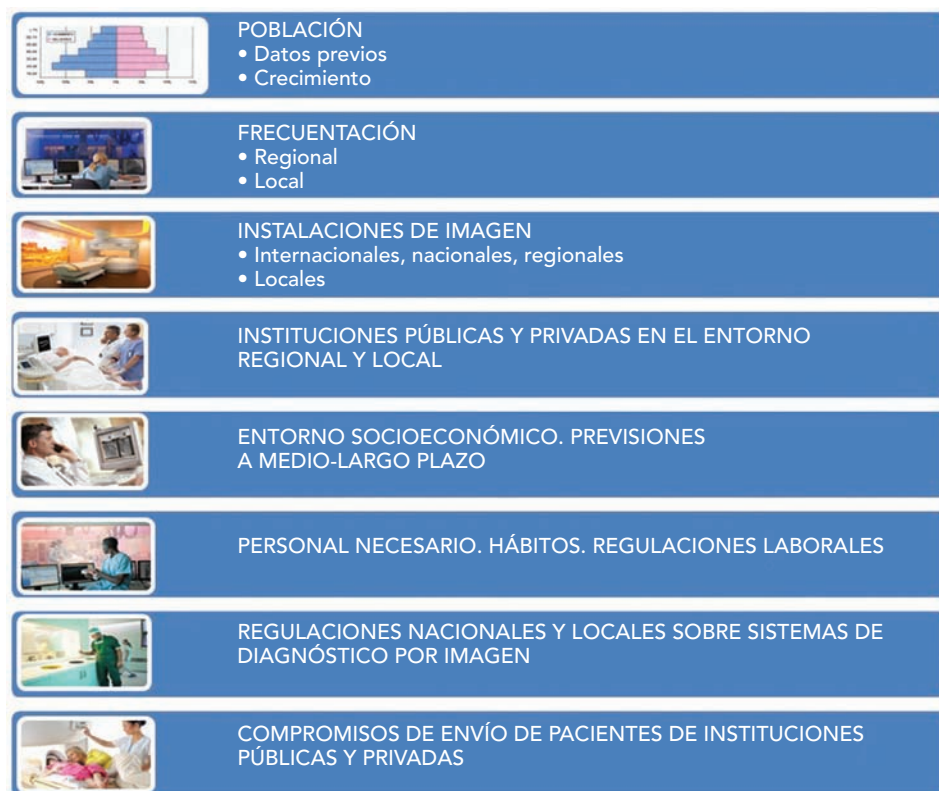 POBLACIÓN
• Datos previos
• Crecimiento
FRECUENTACIÓN
• Regional
• Local
INSTALACIONES DE IMAGEN
• Internacionales, nacionales, regionales
• Locales
INSTITUCIONES PÚBLICAS Y PRIVADAS EN EL ENTORNO
REGIONAL Y LOCAL
ENTORNO SOCIOECONÓMICO. PREVISIONES
A MEDIO-LARGO PLAZO
PERSONAL NECESARIO. HÁBITOS. REGULACIONES LABORALES
REGULACIONES NACIONALES Y LOCALES SOBRE SISTEMAS DE
DIAGNÓSTICO POR IMAGEN
COMPROMISOS DE ENVÍO DE PACIENTES DE INSTITUCIONES
PÚBLICAS Y PRIVADAS